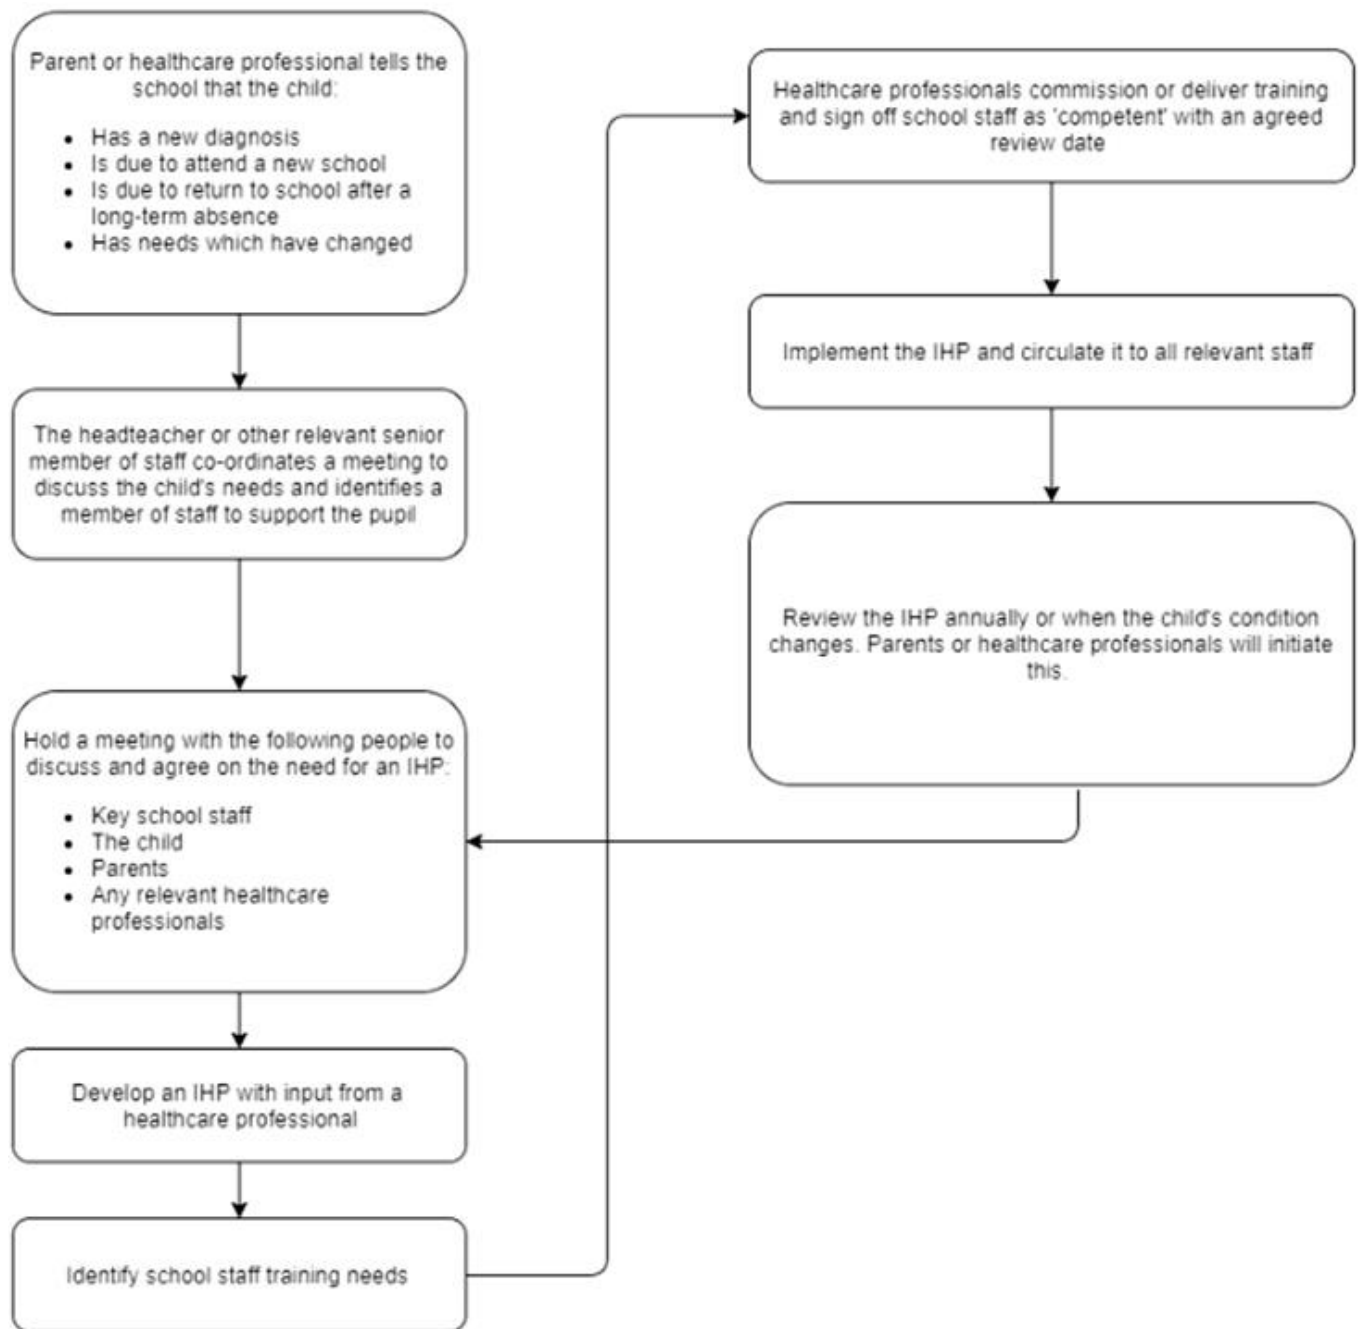 Parent or healthcare professional tells the
school that the child:
• Has a new diagnosis
• Is due to attend a new school
• Is due to return to school after a
long-term absence
• Has needs which have changed
The headteacher or other relevant senior
member of staff co-ordinates a meeting to
discuss the child's needs and identifies a
member of staff to support the pupil
Hold a meeting with the following people to
discuss and agree on the need for an IHP:
• Key school staff
• The child
• Parents
• Any relevant healthcare
professionals
Develop an IHP with input from a
healthcare professional
Identify school staff training needs
Healthcare professionals commission or deliver training
and sign off school staff as 'competent' with an agreed
review date
Implement the IHP and circulate it to all relevant staff
Review the IHP annually or when the child's condition
changes. Parents or healthcare professionals will initiate
this.